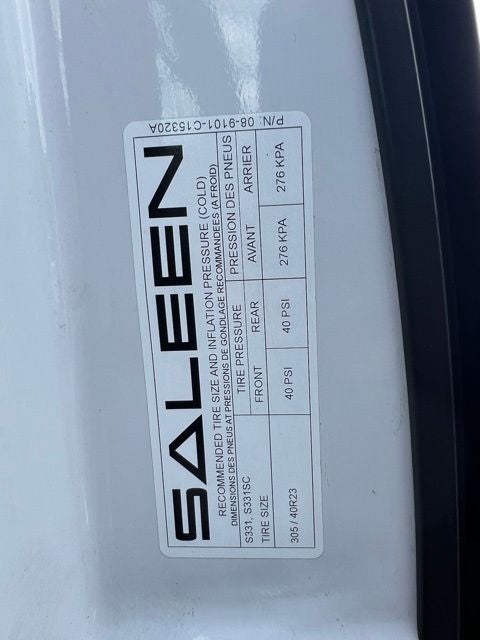 SALEEN
RECOMMENDED TIRE SIZE AND INFLATION PRESSURE (COLD)
DIMENSIONS DES PNEUS AT PRESSIONS DE GONDLAGE RECOMMANDEES (A FROID)
S331, S331SC TIRE PRESSURE PRESSION DES PNEUS
TIRE SIZE FRONT REAR AVANT ARRIER
305 / 40R23 40 PSI 40 PSI 276 KPA 276 KPA
P/N: 08-9101-C15320A